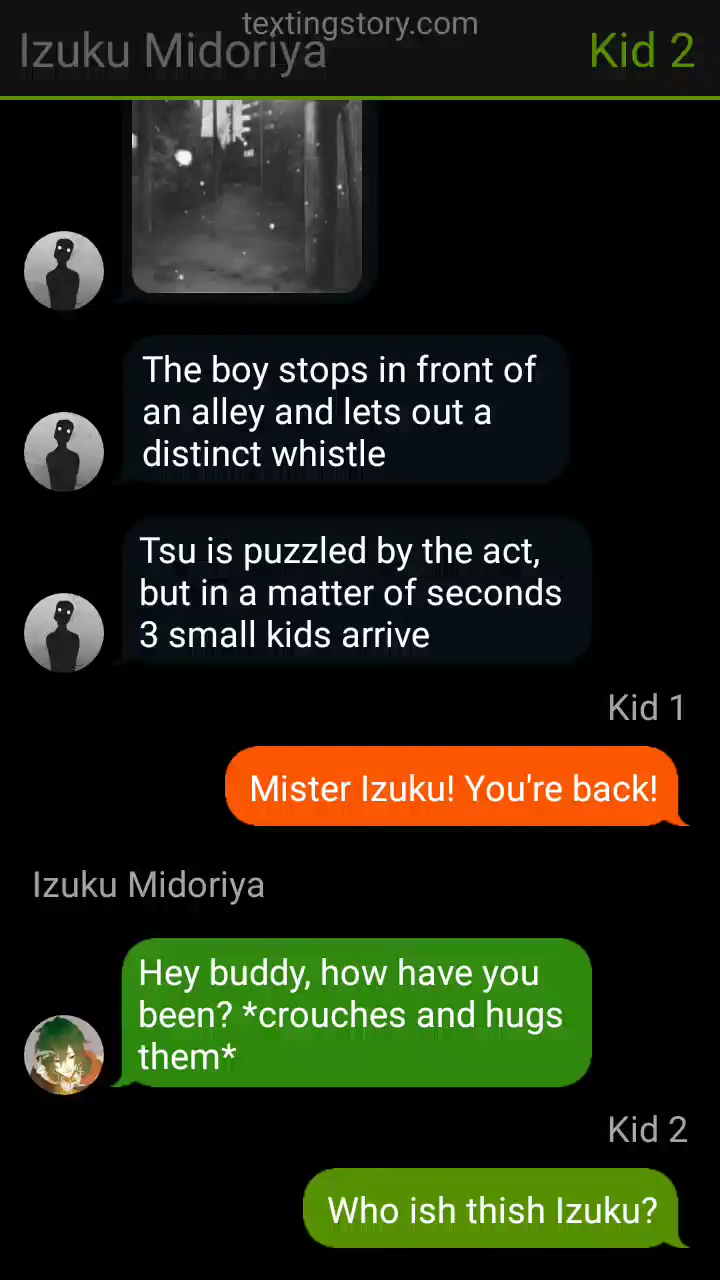 textingstory.com
Izuku Midoriya
Kid 2
The boy stops in front of
an alley and lets out a
distinct whistle
Tsu is puzzled by the act,
but in a matter of seconds
3 small kids arrive
Kid 1
Mister Izuku! You're back!
Izuku Midoriya
Hey buddy, how have you
been? *crouches and hugs
them*
Kid 2
Who ish thish Izuku?